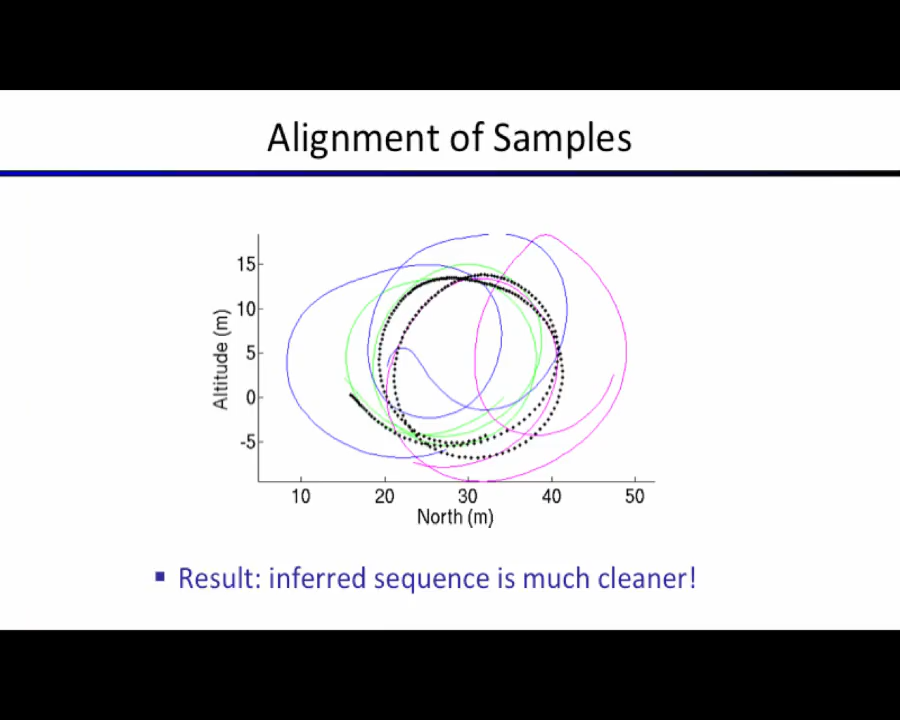 Alignment of Samples
15
10
5
0
-5
Altitude (m)
10 20 30 40 50
North (m)
▪ Result: inferred sequence is much cleaner!